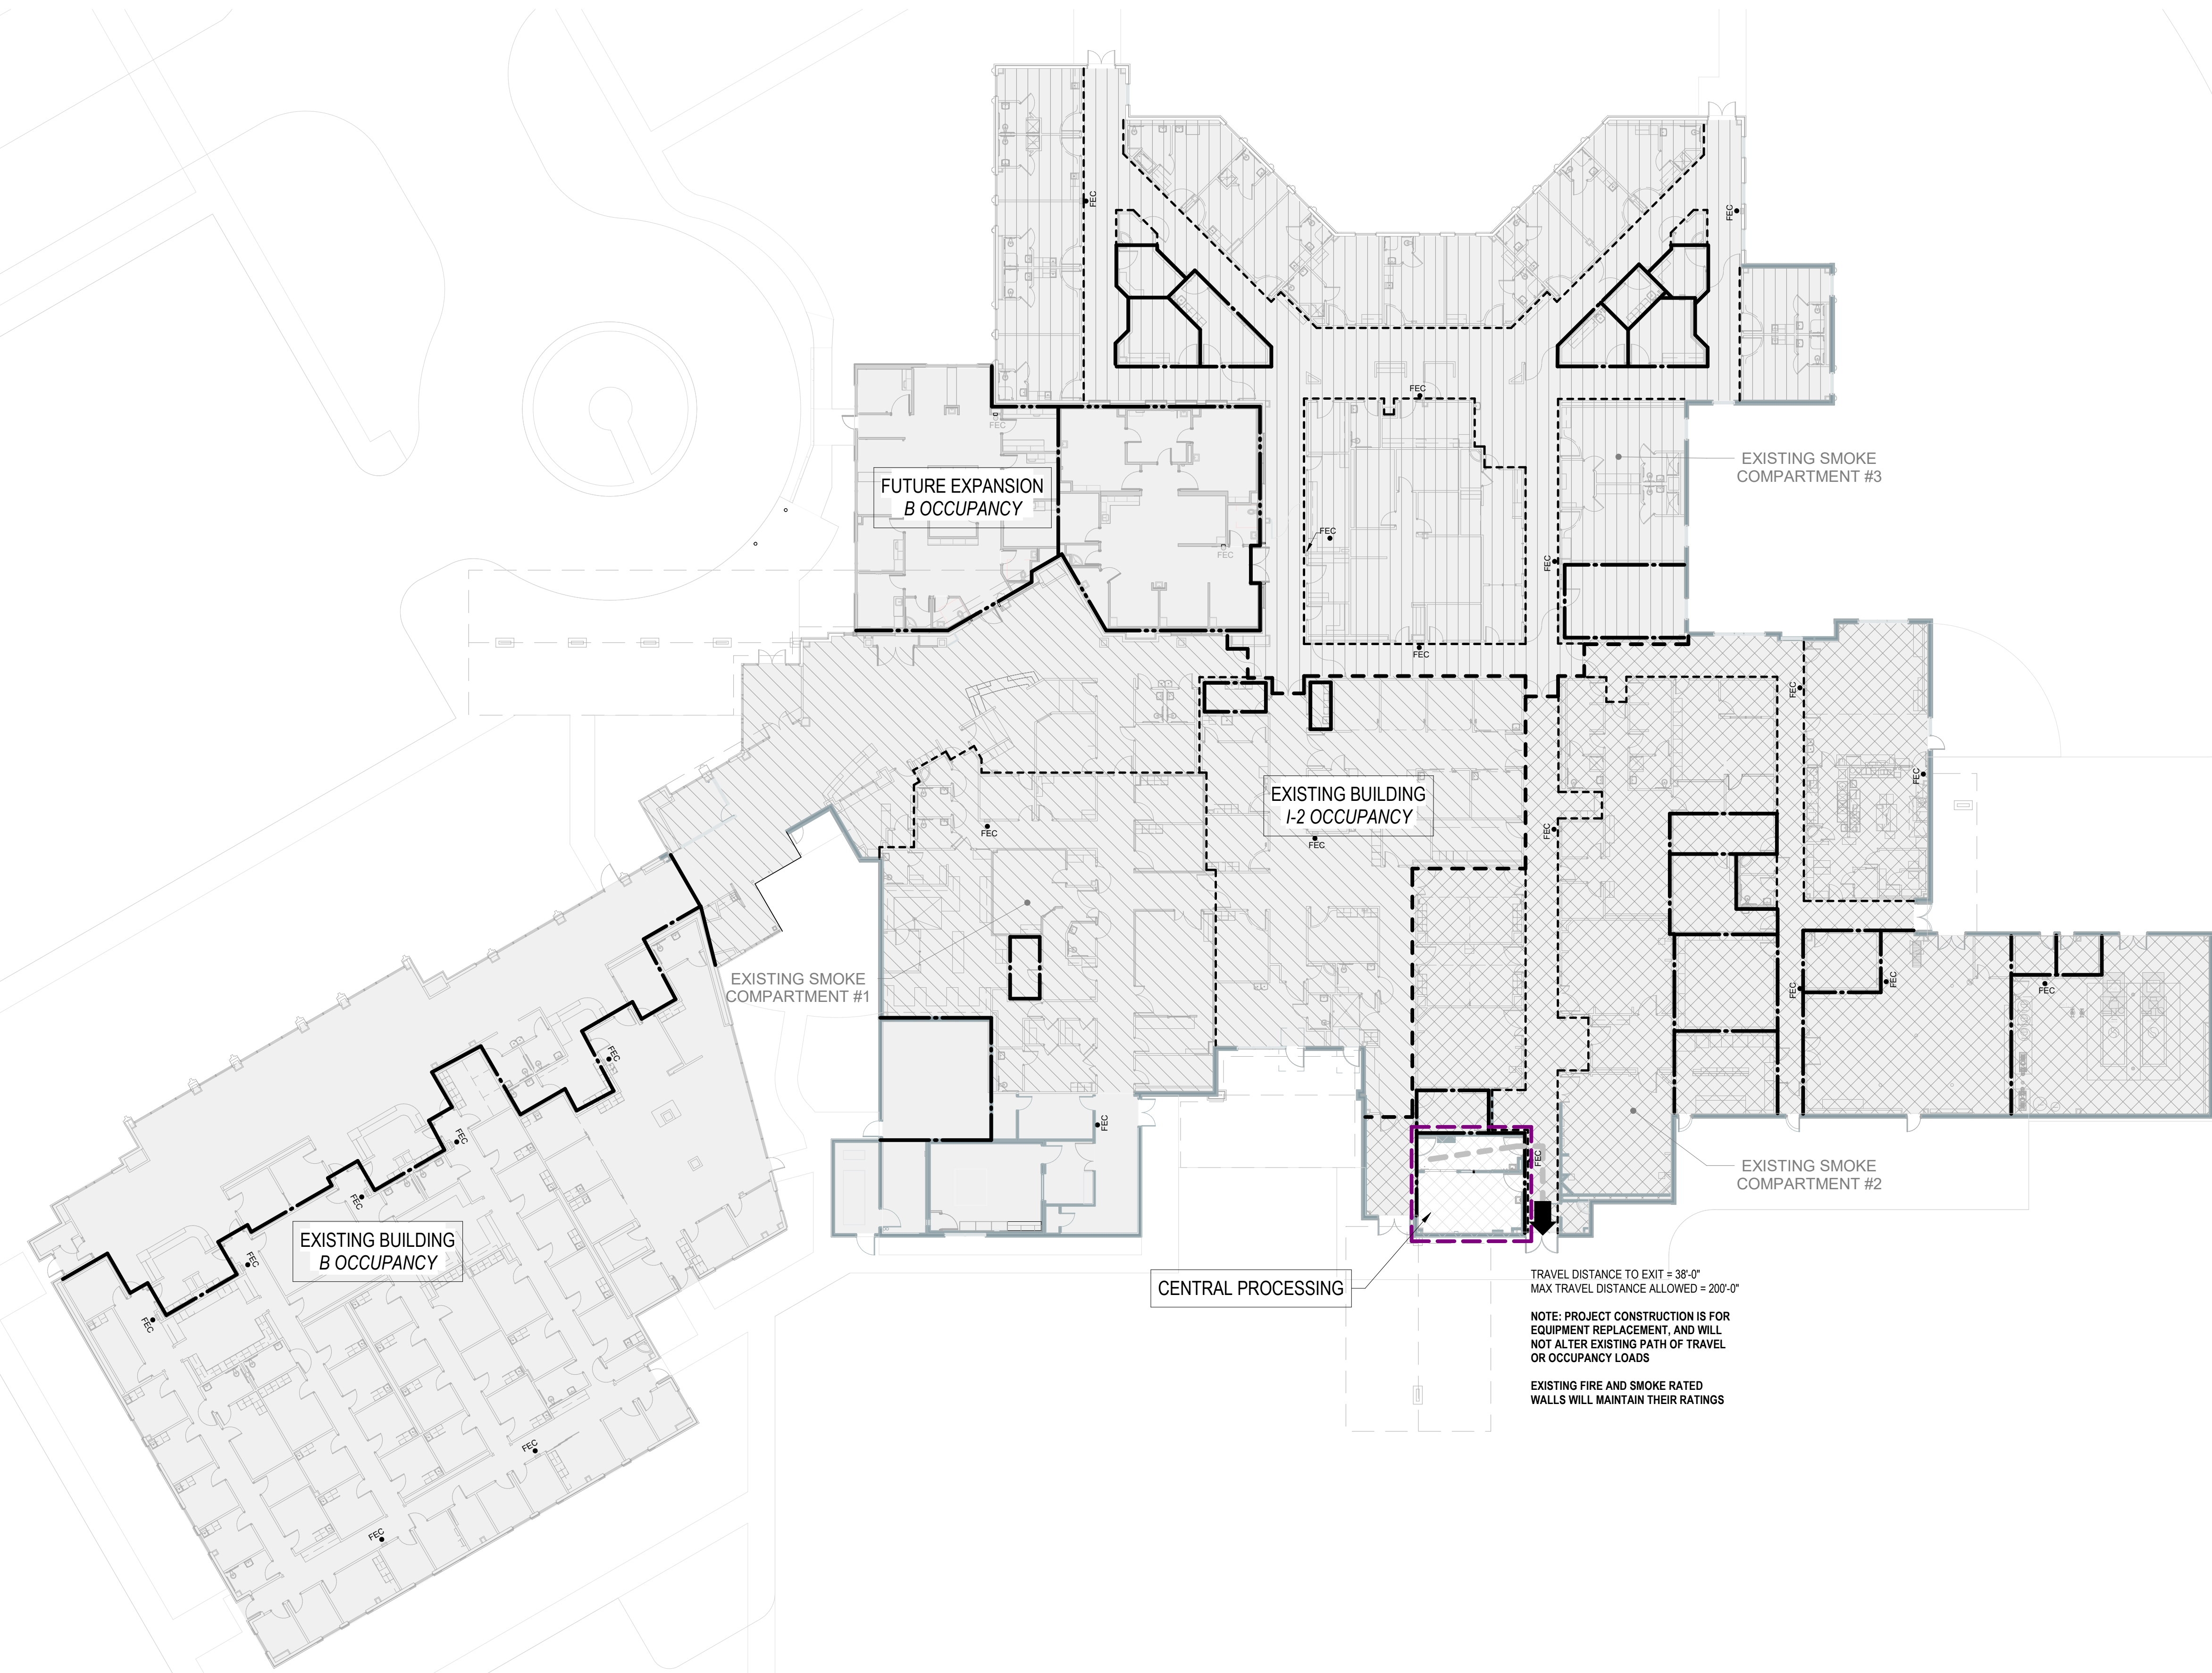 FEC
FEC
FEC
FEC
FUTURE EXPANSION
B OCCUPANCY
EXISTING SMOKE
COMPARTMENT #3
FEC
FEC
FEC
FEC
FEC
FEC
EXISTING BUILDING
I-2 OCCUPANCY
FEC
FEC
FEC
EXISTING SMOKE
COMPARTMENT #1
FEC
FEC
FEC
FEC
FEC
FEC
FEC
EXISTING SMOKE
COMPARTMENT #2
FEC
EXISTING BUILDING
B OCCUPANCY
FEC
FEC
CENTRAL PROCESSING
TRAVEL DISTANCE TO EXIT = 38'-0"
MAX TRAVEL DISTANCE ALLOWED = 200'-0"
NOTE: PROJECT CONSTRUCTION IS FOR
EQUIPMENT REPLACEMENT, AND WILL
NOT ALTER EXISTING PATH OF TRAVEL
OR OCCUPANCY LOADS
EXISTING FIRE AND SMOKE RATED
WALLS WILL MAINTAIN THEIR RATINGS
FEC
FEC